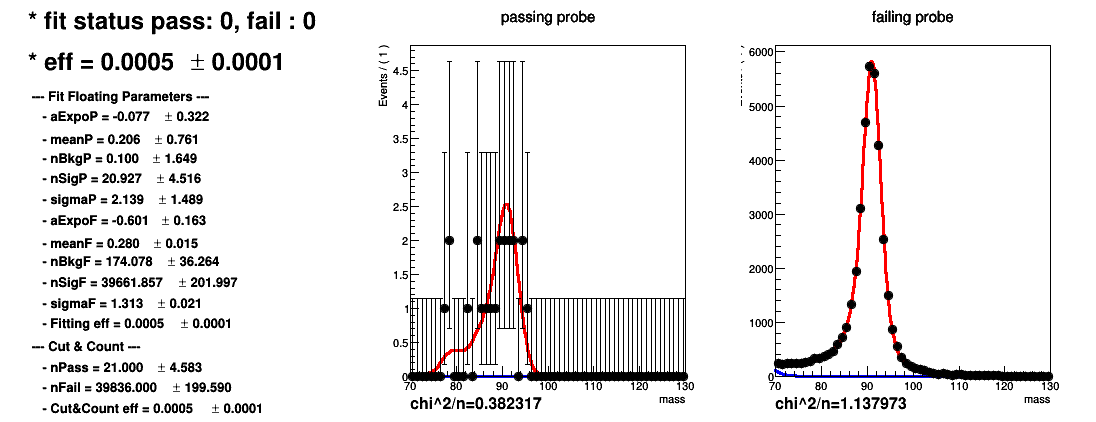 * fit status pass: 0, fail : 0
* eff = 0.0005 ± 0.0001
--- Fit Floating Parameters ---
- aExpoP = -0.077 ± 0.322
- meanP = 0.206 ± 0.761
- nBkgP = 0.100 ± 1.649
- nSigP = 20.927 ± 4.516
- sigmaP = 2.139 ± 1.489
- aExpoF = -0.601 ± 0.163
- meanF = 0.280 ± 0.015
- nBkgF = 174.078 ± 36.264
- nSigF = 39661.857 ± 201.997
- sigmaF = 1.313 ± 0.021
- Fitting eff = 0.0005 ± 0.0001
--- Cut & Count ---
- nPass = 21.000 ± 4.583
- nFail = 39836.000 ± 199.590
- Cut&Count eff = 0.0005 ± 0.0001
passing probe
Events / ( 1 )
4.5
4
3.5
3
2.5
2
1.5
1
0.5
0
70 80 90 100 110 120 130
mass
chi^2/n=0.382317
failing probe
6000
5000
4000
3000
2000
1000
0
70 80 90 100 110 120 130
mass
chi^2/n=1.137973